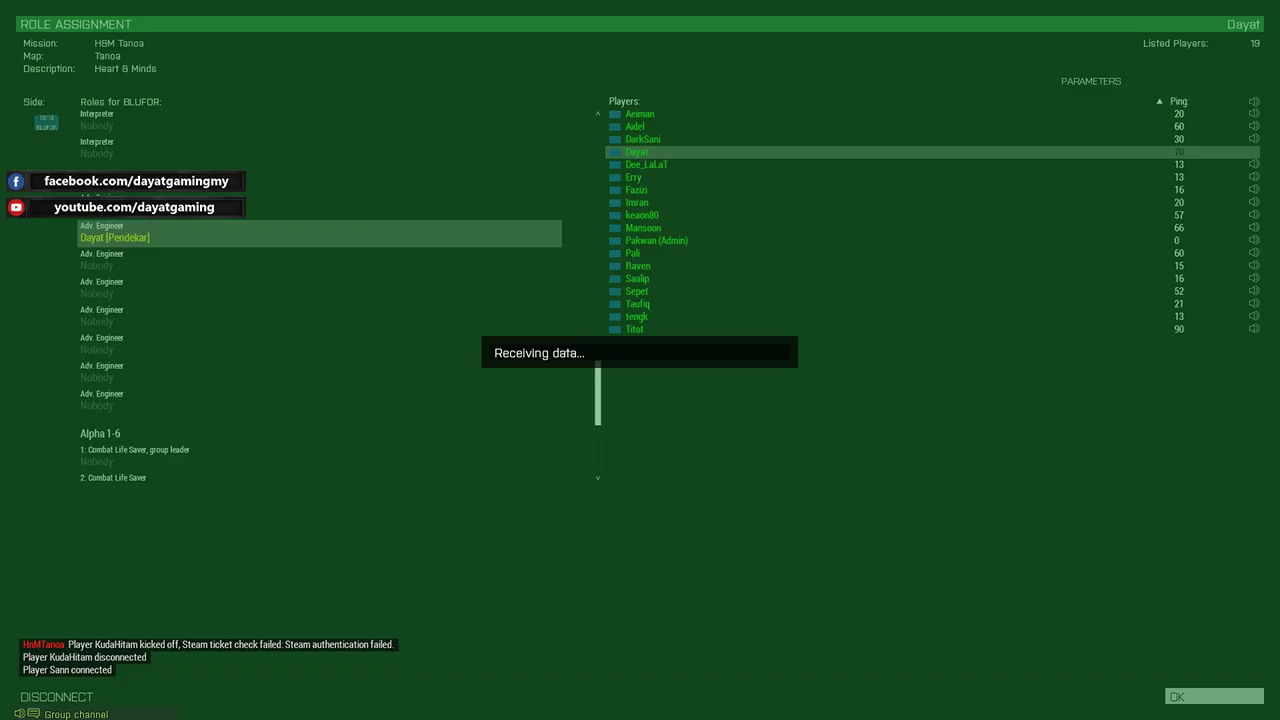 ROLE ASSIGNMENT Dayat
Mission: H&M Tanoa Listed Players: 19
Map: Tanoa
Description: Heart & Minds
PARAMETERS
Side: Roles for BLUFOR:
BLUFOR
Interpreter
Nobody
Interpreter
Nobody
facebook.com/dayatgamingmy
youtube.com/dayatgaming
Adv. Engineer
Dayat [Pendekar]
Adv. Engineer
Nobody
Adv. Engineer
Nobody
Adv. Engineer
Nobody
Adv. Engineer
Nobody
Adv. Engineer
Nobody
Adv. Engineer
Nobody
Alpha 1-6
1: Combat Life Saver, group leader
Nobody
2: Combat Life Saver
Players: Ping:
Aeiman 20
Aidel 60
DarkSani 30
Dayat 70
Dee_LaLaT 13
Erry 13
Fazizi 16
Imran 20
keaon80 57
Mansoon 66
Pakwan (Admin) 0
Pali 60
Raven 15
Saalip 16
Sepet 52
Taufiq 21
tengk 13
Titot 90
Receiving data...
HnMTanoa Player KudaHitam kicked off, Steam ticket check failed: Steam authentication failed.
Player KudaHitam disconnected
Player Sann connected
DISCONNECT OK
Group channel